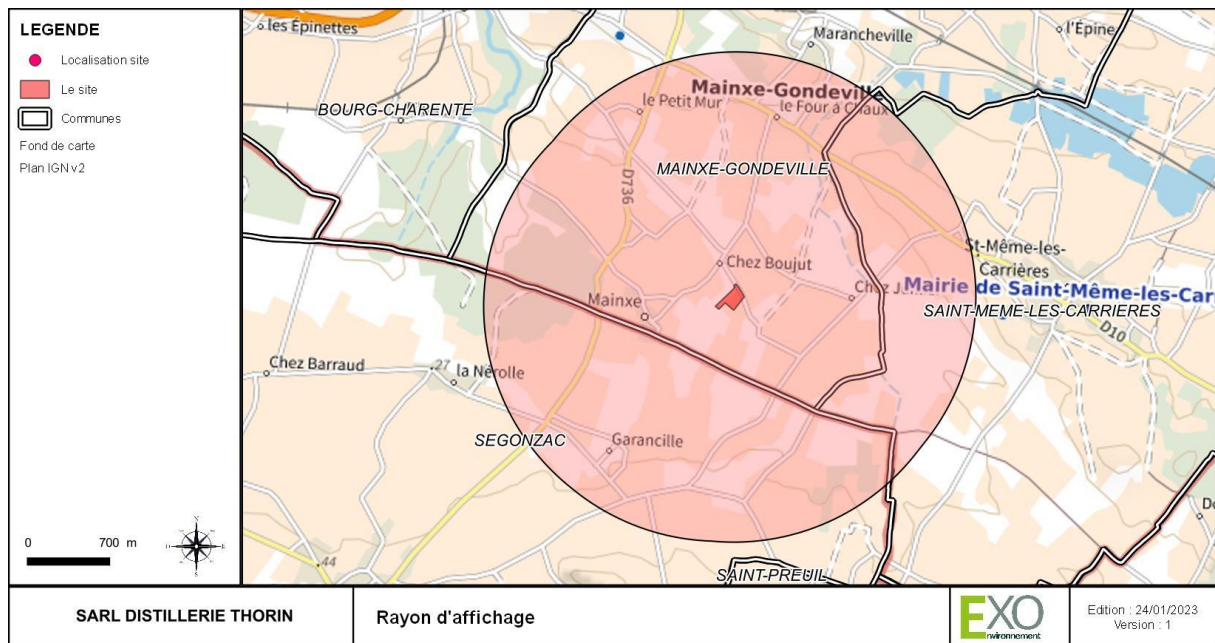 LEGENDE
Localisation site
Le site
Communes
Fond de carte
Plan IGN v2
0 700 m
les Épinettes
Marancheville
l'Épine
Mainxe-Gondeville
BOURG-CHARENTE
le Petit Mur
le Four à Chaux
MAINXE-GONDEVILLE
D736
Chez Boujut
St-Même-les-
Carrières
Mairie de Saint-Même-les-Carr
Mainxe
SAINT-MEME-LES-CARRIERES
D10
Chez Barraud
27
la Nérolle
SEGONZAC
Garancille
44
SAINT-PREUIL
SARL DISTILLERIE THORIN
Rayon d'affichage
EXO
nvironnement
Edition : 24/01/2023
Version : 1